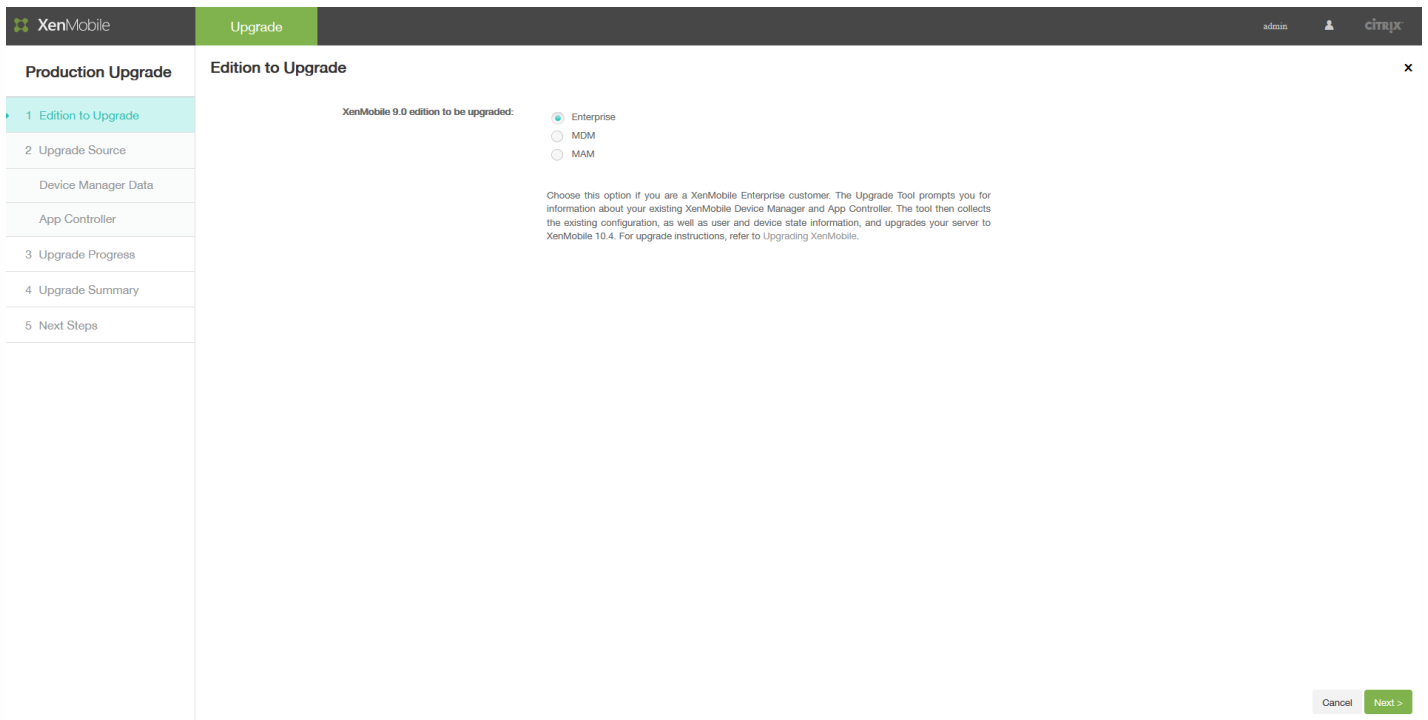 XenMobile
Upgrade
admin
CITRIX
Production Upgrade
1 Edition to Upgrade
2 Upgrade Source
Device Manager Data
App Controller
3 Upgrade Progress
4 Upgrade Summary
5 Next Steps
Edition to Upgrade
x
XenMobile 9.0 edition to be upgraded:
Enterprise
MDM
MAM
Choose this option if you are a XenMobile Enterprise customer. The Upgrade Tool prompts you for
information about your existing XenMobile Device Manager and App Controller. The tool then collects
the existing configuration, as well as user and device state information, and upgrades your server to
XenMobile 10.4. For upgrade instructions, refer to Upgrading XenMobile.
Cancel
Next >